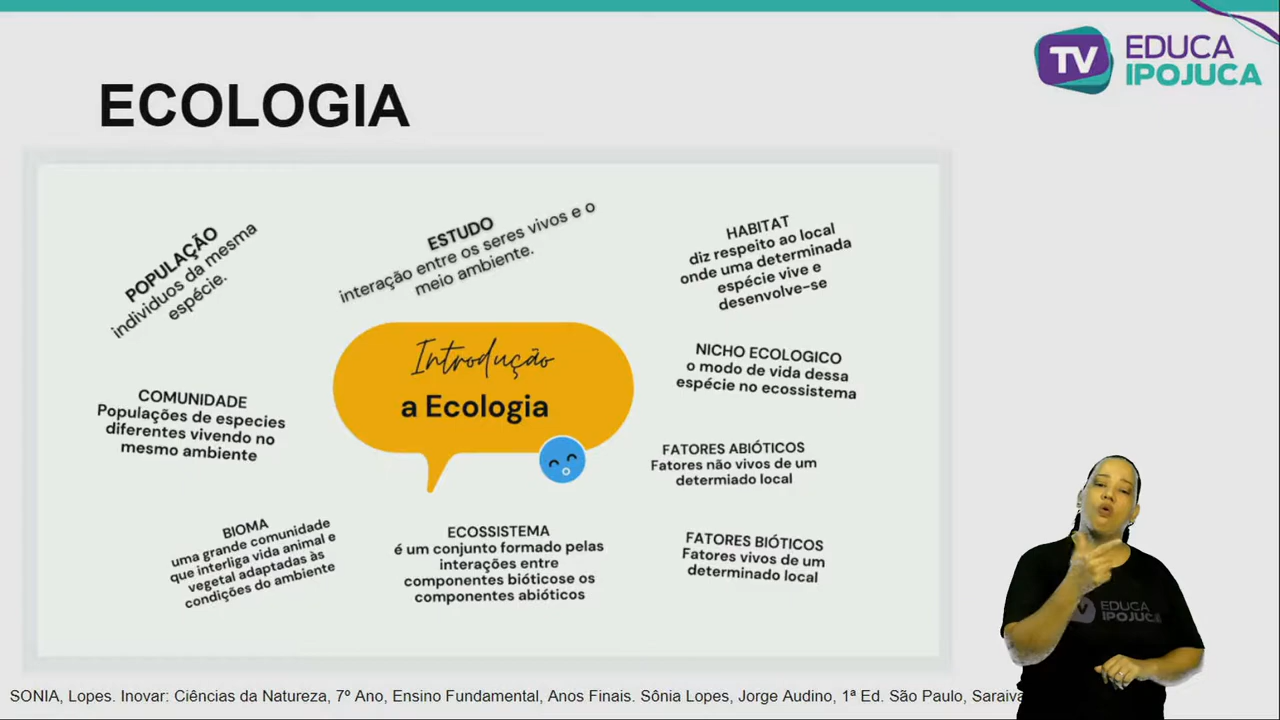 TV EDUCA
IPOJUCA
ECOLOGIA
POPULAÇÃO
individuos da mesma
espécie.
ESTUDO
interação entre os seres vivos e o
meio ambiente.
HABITAT
diz respeito ao local
onde uma determinada
espécie vive e
desenvolve-se
Introdução
a Ecologia
NICHO ECOLOGICO
o modo de vida dessa
espécie no ecossistema
COMUNIDADE
Populações de especies
diferentes vivendo no
mesmo ambiente
FATORES ABIÓTICOS
Fatores não vivos de um
determiado local
BIOMA
uma grande comunidade
que interliga vida animal e
vegetal adaptadas às
condições do ambiente
ECOSSISTEMA
é um conjunto formado pelas
interações entre
componentes bióticose os
componentes abióticos
FATORES BIÓTICOS
Fatores vivos de um
determinado local
TV EDUCA
IPOJUCA
SONIA, Lopes. Inovar: Ciências da Natureza, 7º Ano, Ensino Fundamental, Anos Finais. Sônia Lopes, Jorge Audino, 1ª Ed. São Paulo, Saraiva